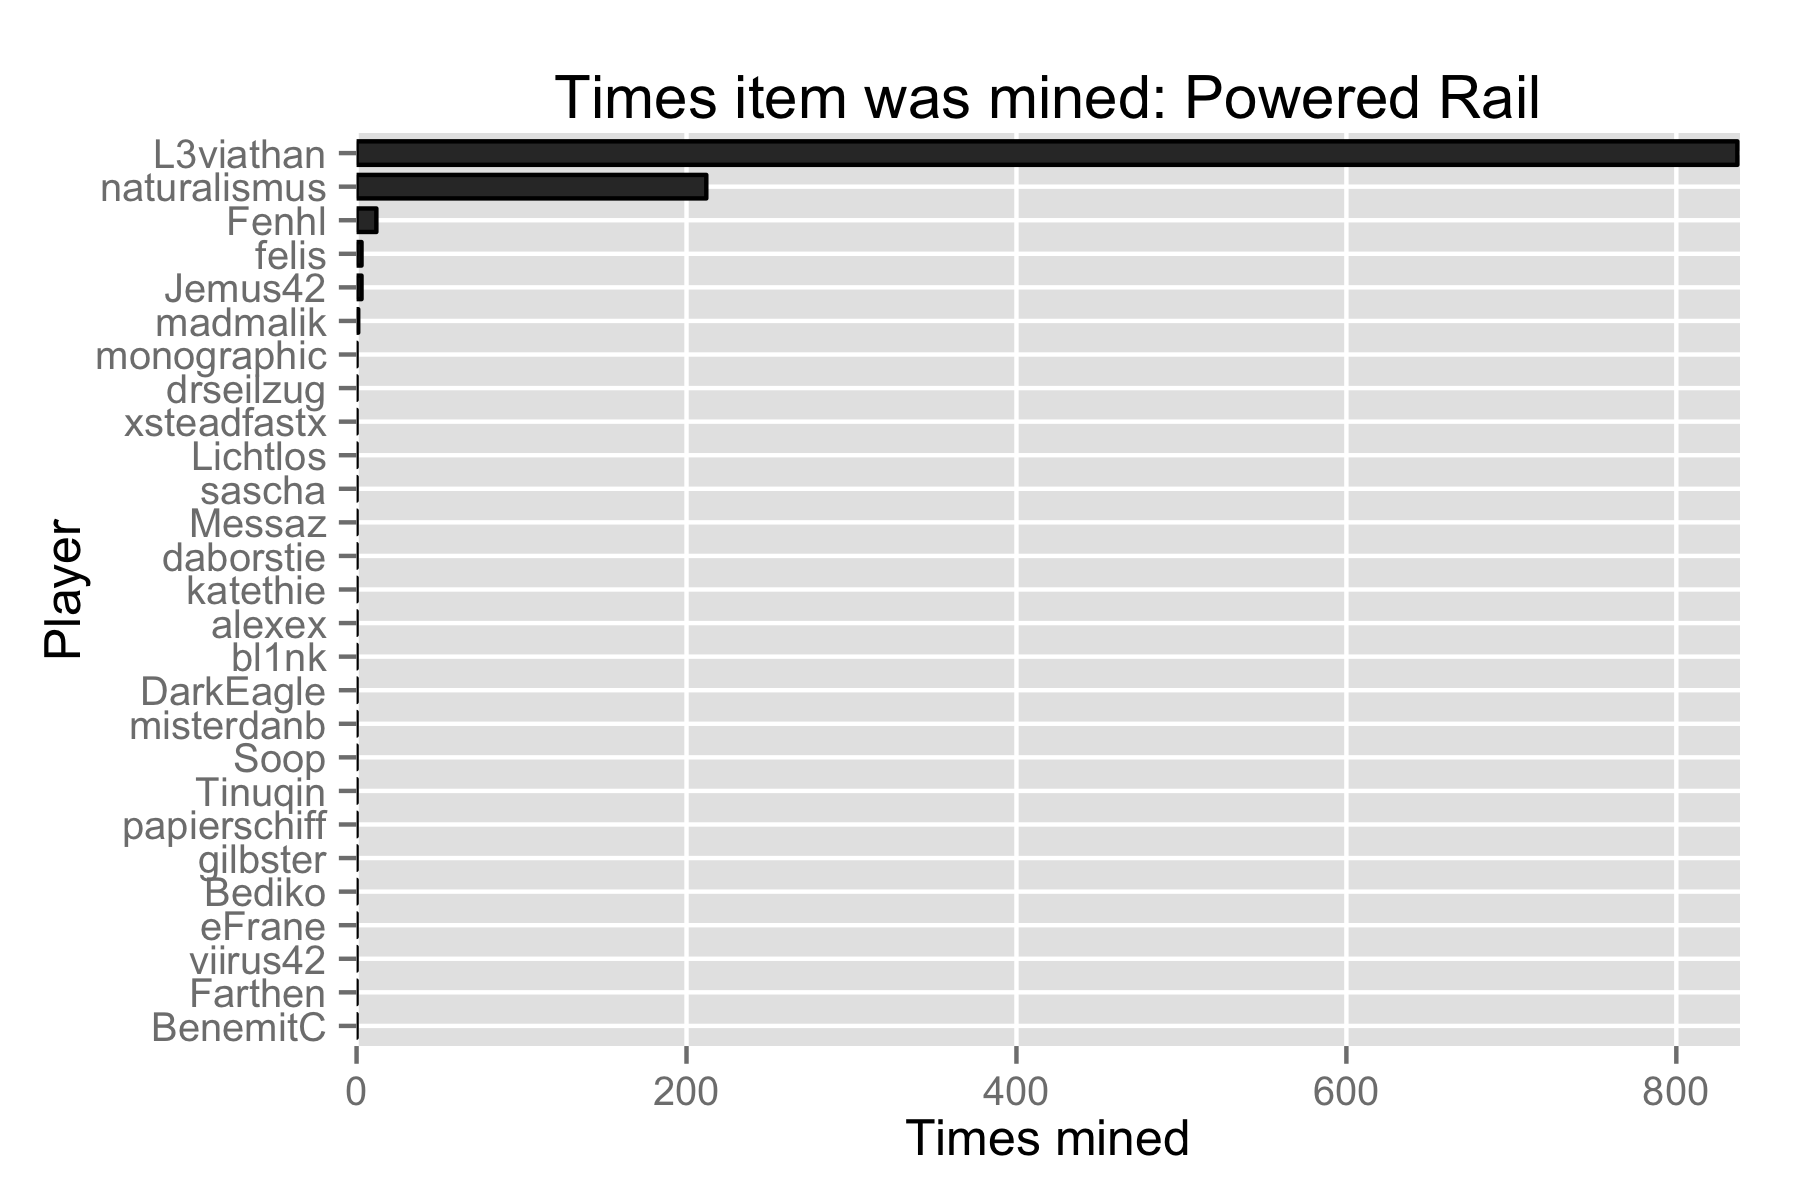 Times item was mined: Powered Rail
L3viathan
naturalismus
Fenhl
felis
Jemus42
madmalik
monographic
drseilzug
xsteadfastx
Lichtlos
sascha
Messaz
daborstie
katethie
alexex
bl1nk
DarkEagle
misterdanb
Soop
Tinuqin
papierschiff
gilbster
Bediko
eFrane
viirus42
Farthen
BenemitC
Player
0 200 400 600 800
Times mined